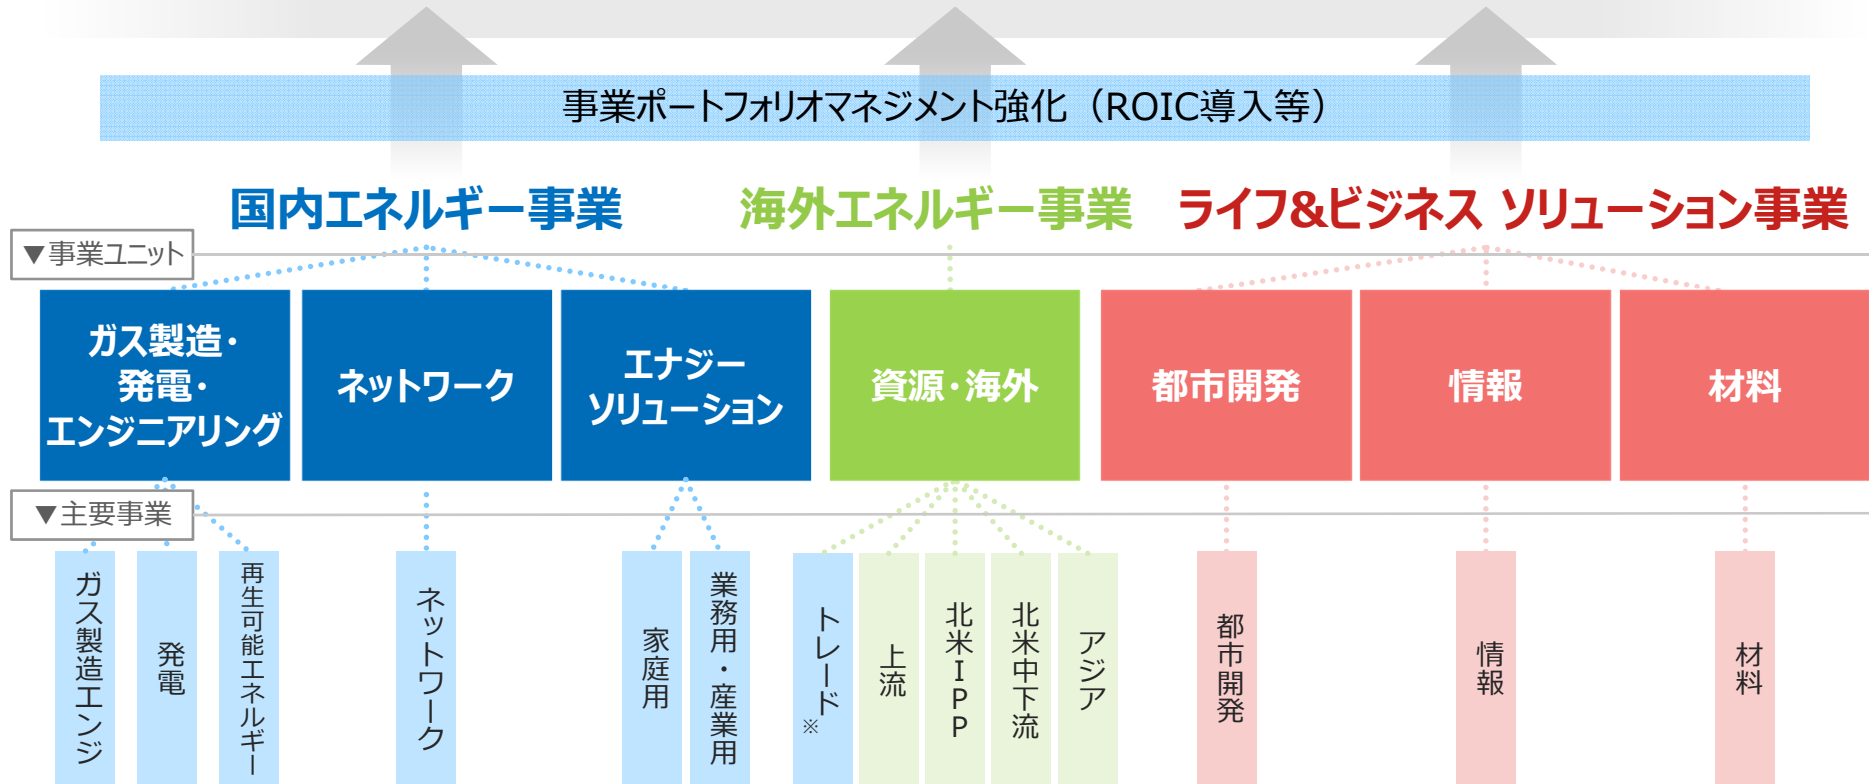 事業ポートフォリオマネジメント強化（ROIC導入等）
国内エネルギー事業
海外エネルギー事業
ライフ&ビジネス ソリューション事業
▼事業ユニット
ガス製造・
発電・
エンジニアリング
ネットワーク
エナジー
ソリューション
資源・海外
都市開発
情報
材料
▼主要事業
ガス製造エンジ
発電
再生可能エネルギー
ネットワーク
家庭用
業務用・産業用
トレード※
上流
北米IPP
北米中下流
アジア
都市開発
情報
材料